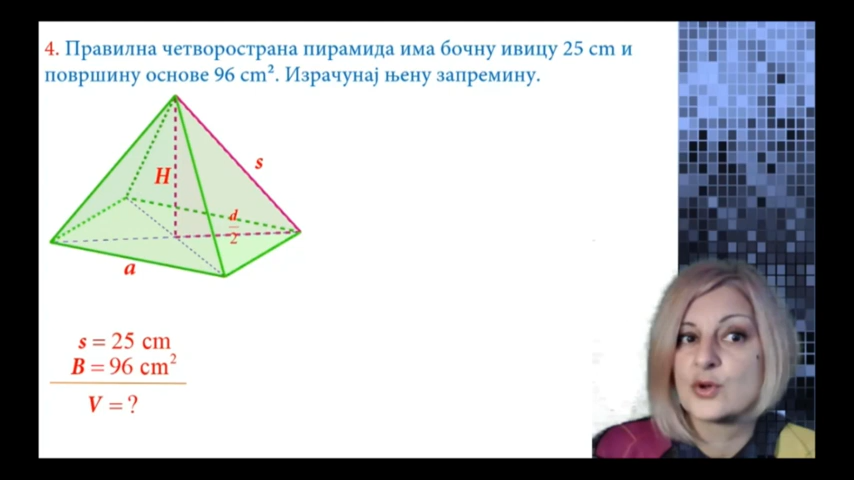 4. Правилна четворострана пирамида има бочну ивицу 25 cm и
површину основе 96 cm². Израчунај њену запремину.
s
H
d
2
a
s = 25 cm
B = 96 cm²
V = ?